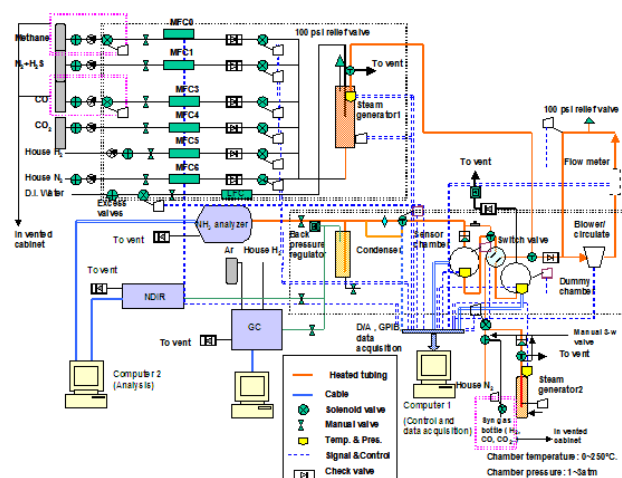 MFC0
100 psi relief valve
Methane
To vent
N2+H2S
MFC1
Steam generator1
CO
MFC3
100 psi relief valve
CO2
MFC4
Flow meter
House H2
MFC5
To vent
House N2
MFC6
D.I. Water
LFC
Excess valves
Blower/ circulate
In vented cabinet
NH3 analyzer
Back pressure regulator
Condenser
Sensor chamber
Switch valve
To vent
Ar
House H2
Dummy chamber
To vent
NDIR
GC
D/A , GPIB data acquisition
Manual S-w valve
To vent
To vent
Computer 2 (Analysis)
Heated tubing
Cable
Solenoid valve
Manual valve
Temp. & Pres.
Signal &Control
Check valve
Computer 1 (Control and data acquisition)
House N2
Steam generator2
Syn gas bottle ( H2, CO, CO2
In vented cabinet
Chamber temperature : 0~250°C.
Chamber pressure : 1~3atm